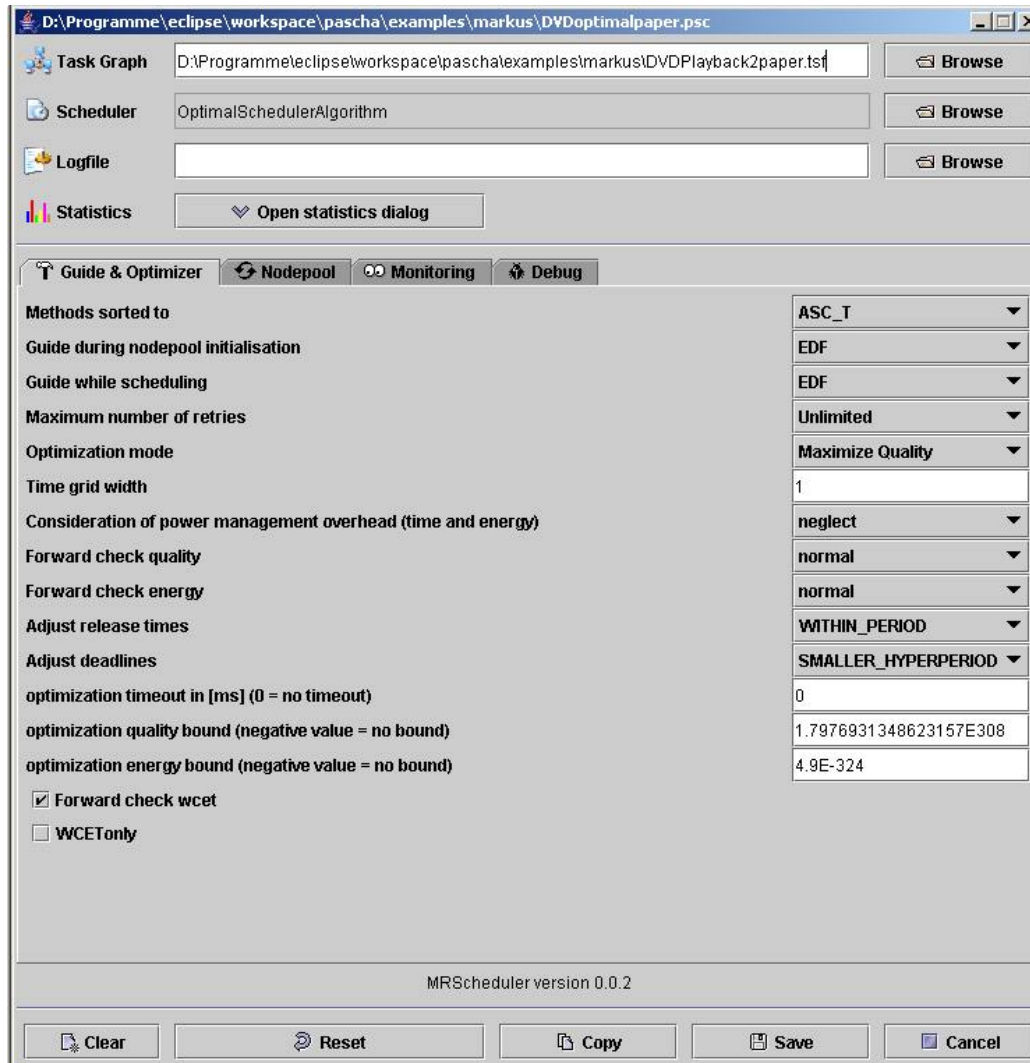 D:\Programme\eclipse\workspace\pascha\examples\markus\DVDoptimalpaper.psc
Task Graph D:\Programme\eclipse\workspace\pascha\examples\markus\DVDPlayback2paper.tsf Browse
Scheduler OptimalSchedulerAlgorithm Browse
Logfile Browse
Statistics Open statistics dialog
Guide & Optimizer Nodepool Monitoring Debug
Methods sorted to ASC_T
Guide during nodepool initialisation EDF
Guide while scheduling EDF
Maximum number of retries Unlimited
Optimization mode Maximize Quality
Time grid width 1
Consideration of power management overhead (time and energy) neglect
Forward check quality normal
Forward check energy normal
Adjust release times WITHIN_PERIOD
Adjust deadlines SMALLER_HYPERPERIOD
optimization timeout in [ms] (0 = no timeout) 0
optimization quality bound (negative value = no bound) 1.7976931348623157E308
optimization energy bound (negative value = no bound) 4.9E-324
Forward check wcet
WCETonly
MRScheduler version 0.0.2
Clear Reset Copy Save Cancel